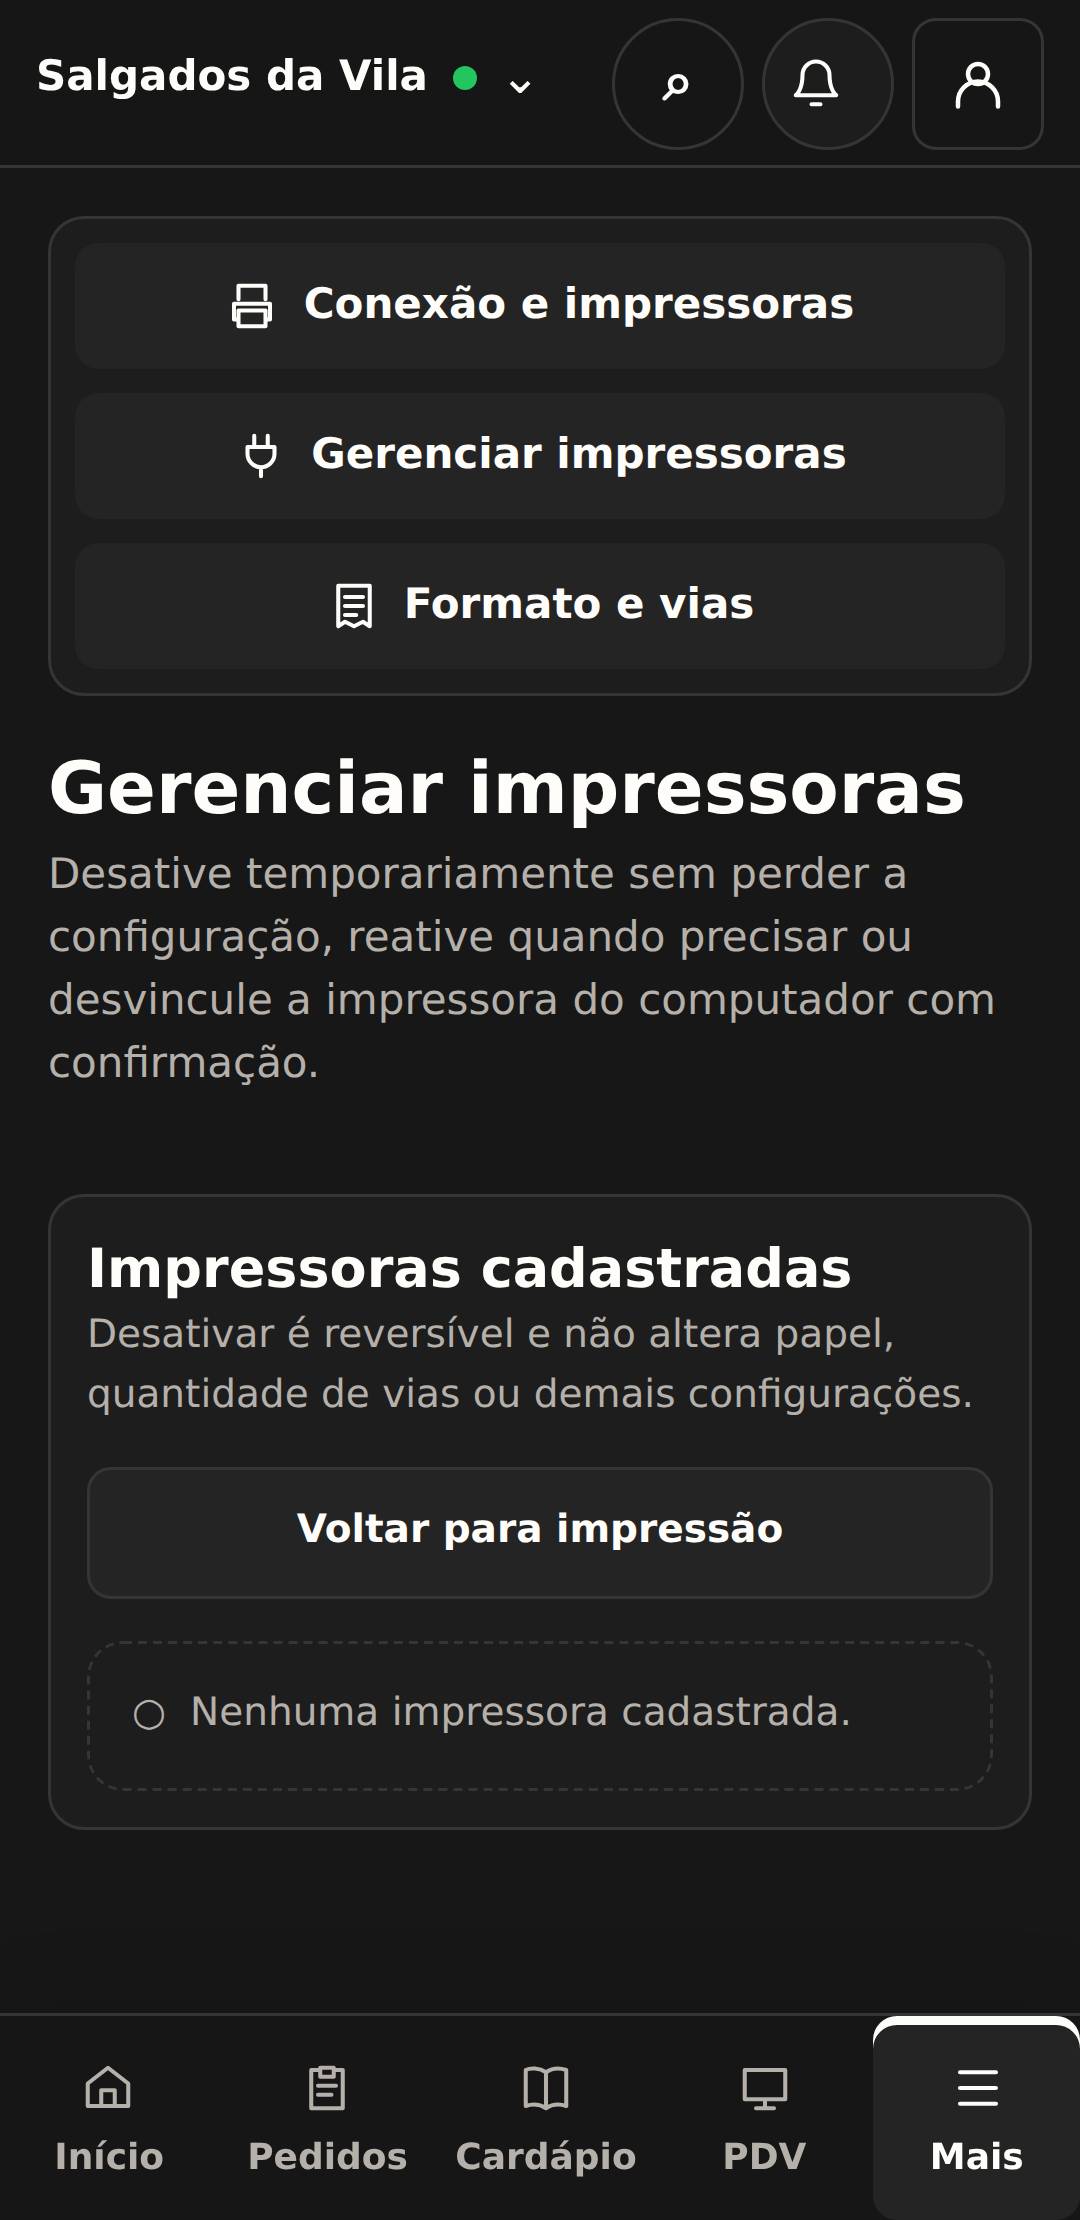 Salgados da Vila
Conexão e impressoras
Gerenciar impressoras
Formato e vias
Gerenciar impressoras
Desative temporariamente sem perder a
configuração, reative quando precisar ou
desvincule a impressora do computador com
confirmação.
Impressoras cadastradas
Desativar é reversível e não altera papel,
quantidade de vias ou demais configurações.
Voltar para impressão
Nenhuma impressora cadastrada.
Início Pedidos Cardápio PDV Mais